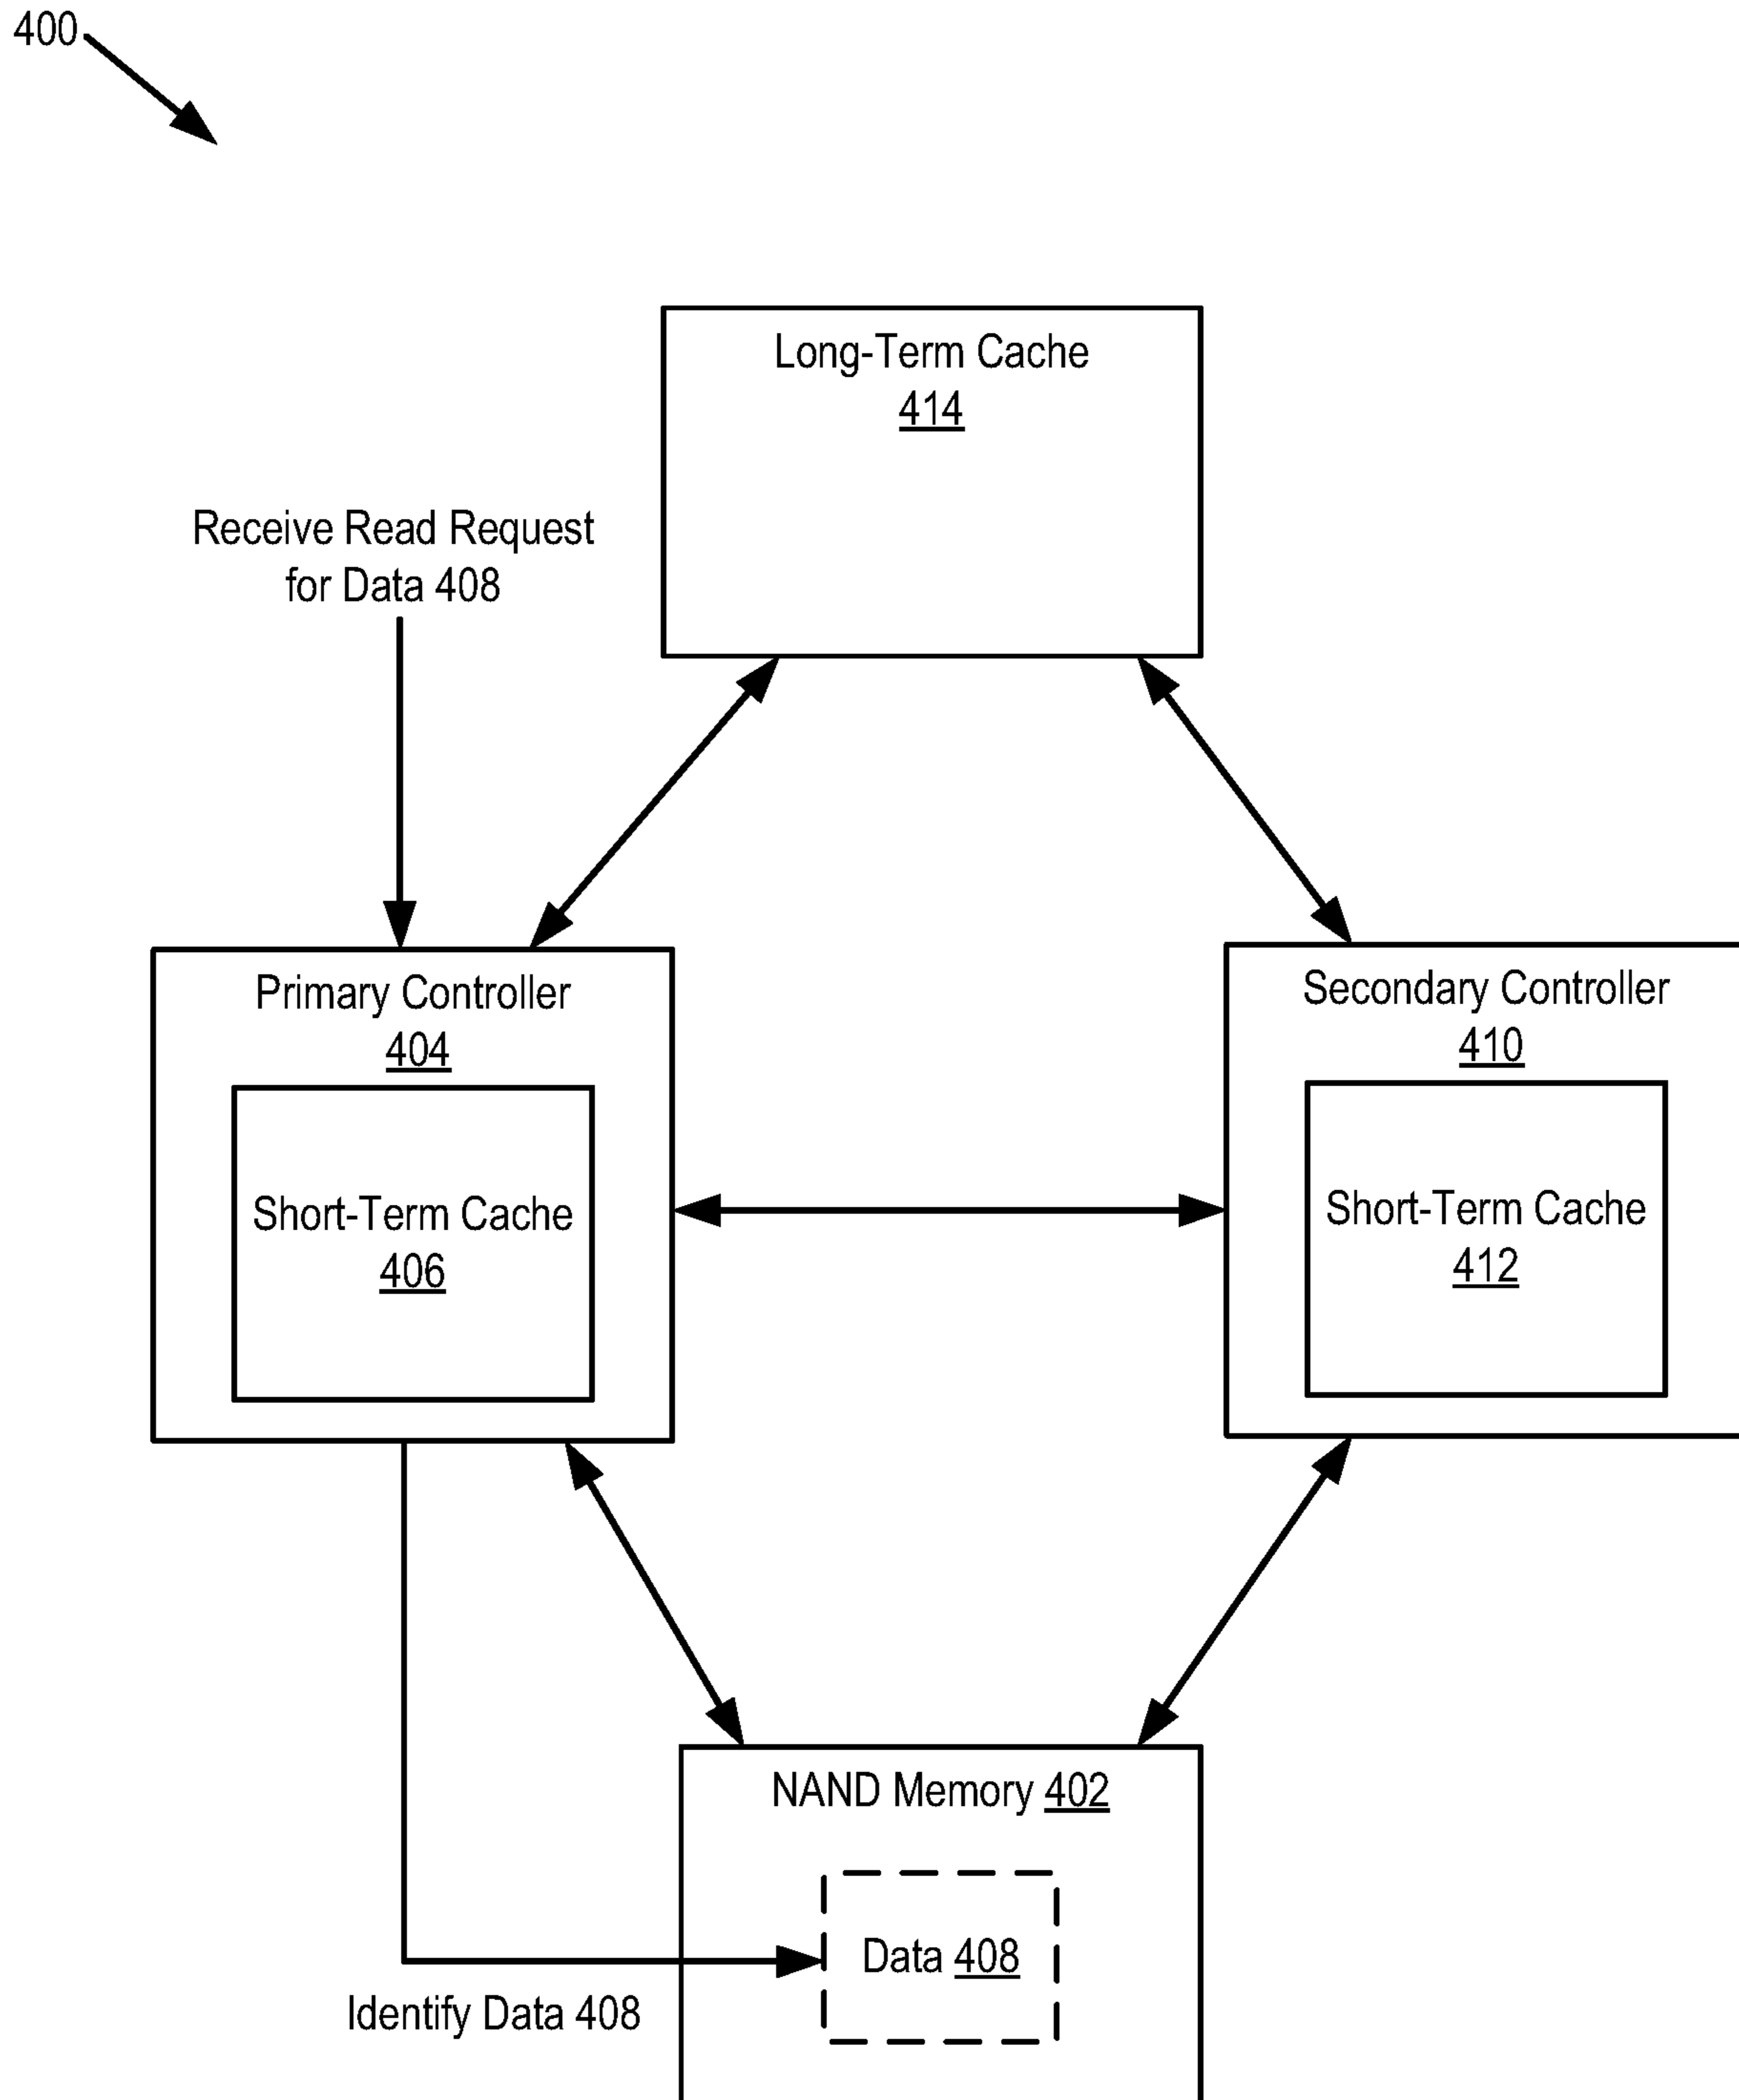 400
Long-Term Cache
414
Receive Read Request
for Data 408
Primary Controller
404
Short-Term Cache
406
Secondary Controller
410
Short-Term Cache
412
NAND Memory 402
Data 408
Identify Data 408